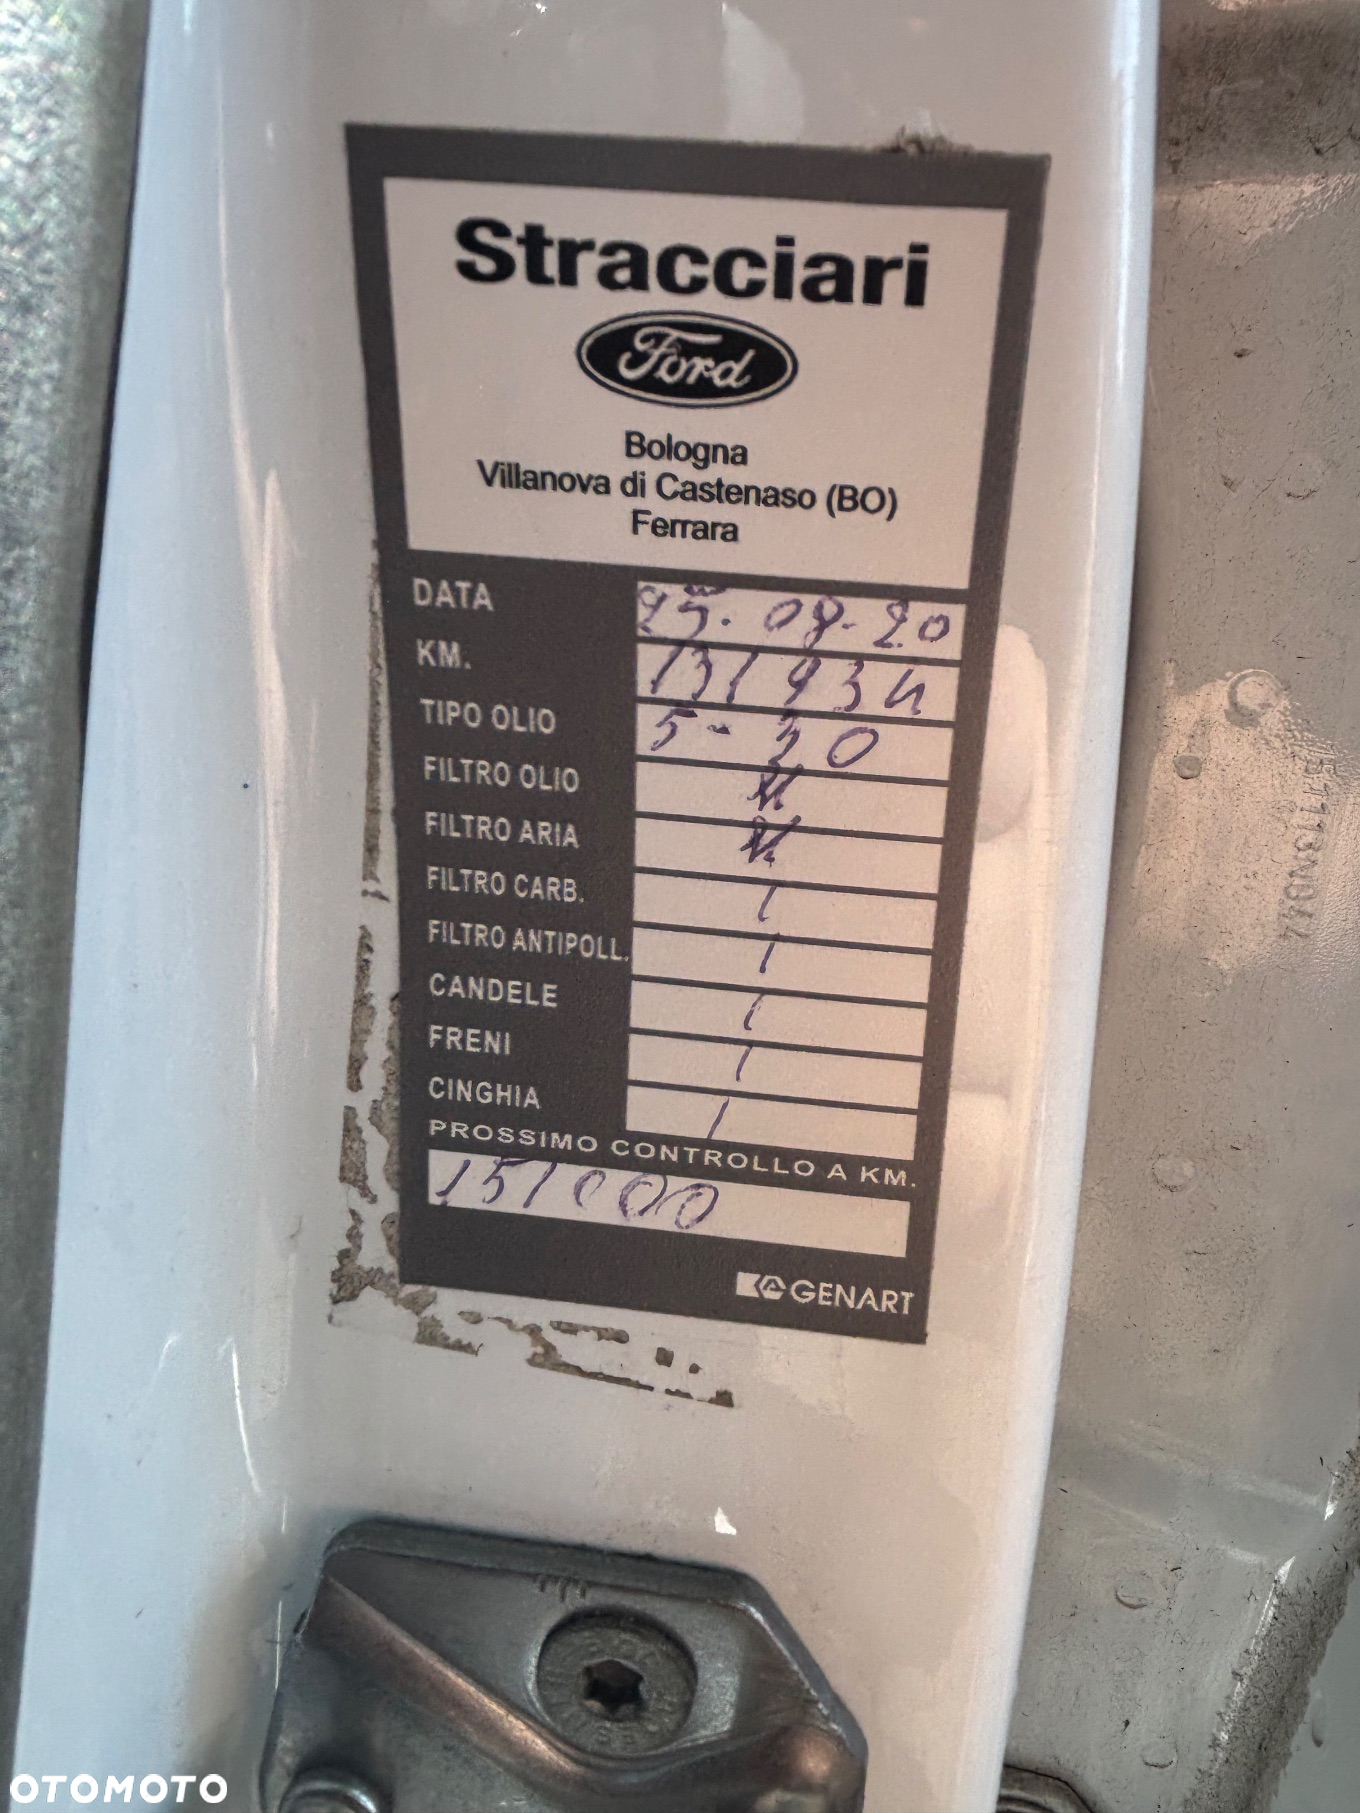 Stracciari
Ford
Bologna
Villanova di Castenaso (BO)
Ferrara
DATA 25.08.20
KM. 131934
TIPO OLIO 5-30
FILTRO OLIO
FILTRO ARIA
FILTRO CARB. /
FILTRO ANTIPOLL. /
CANDELE /
FRENI /
CINGHIA /
PROSSIMO CONTROLLO A KM.
151000
GENART
OTOMOTO